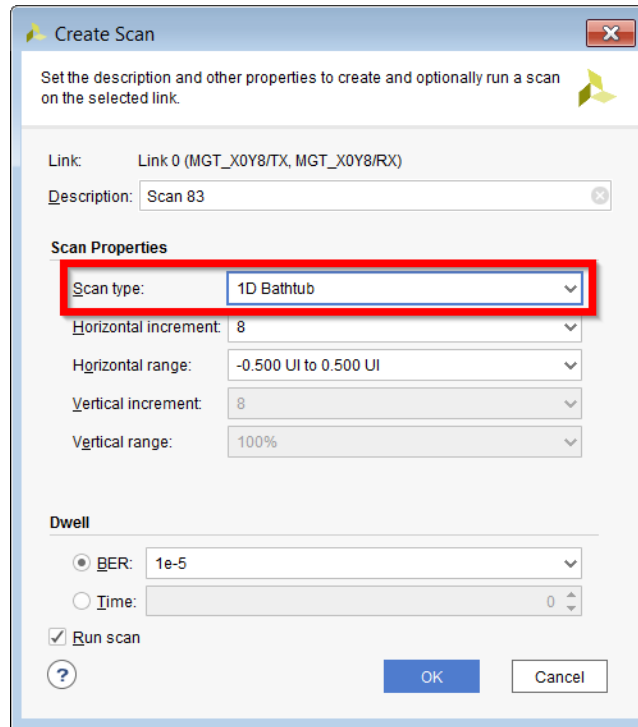 Create Scan
Set the description and other properties to create and optionally run a scan
on the selected link.
Link: Link 0 (MGT_X0Y8/TX, MGT_X0Y8/RX)
Description: Scan 83
Scan Properties
Scan type: 1D Bathtub
Horizontal increment: 8
Horizontal range: -0.500 UI to 0.500 UI
Vertical increment: 8
Vertical range: 100%
Dwell
BER: 1e-5
Time: 0
Run scan
? OK Cancel